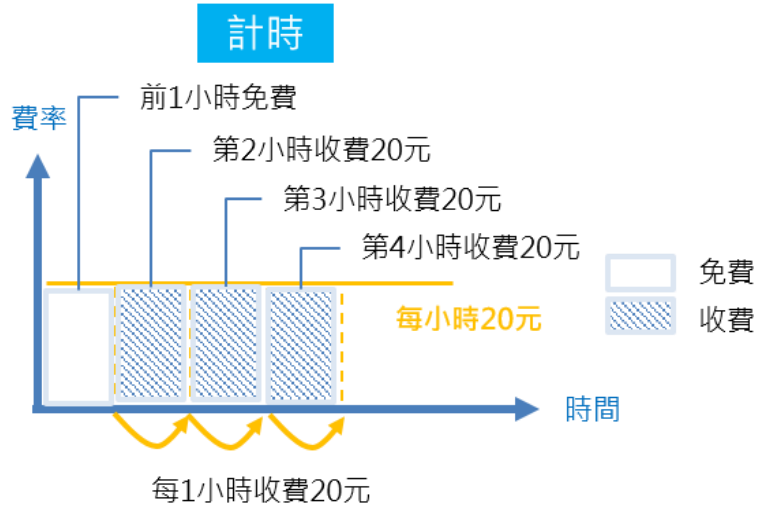 計時
前1小時免費
費率
第2小時收費20元
第3小時收費20元
第4小時收費20元
免費
每小時20元
收費
時間
每1小時收費20元